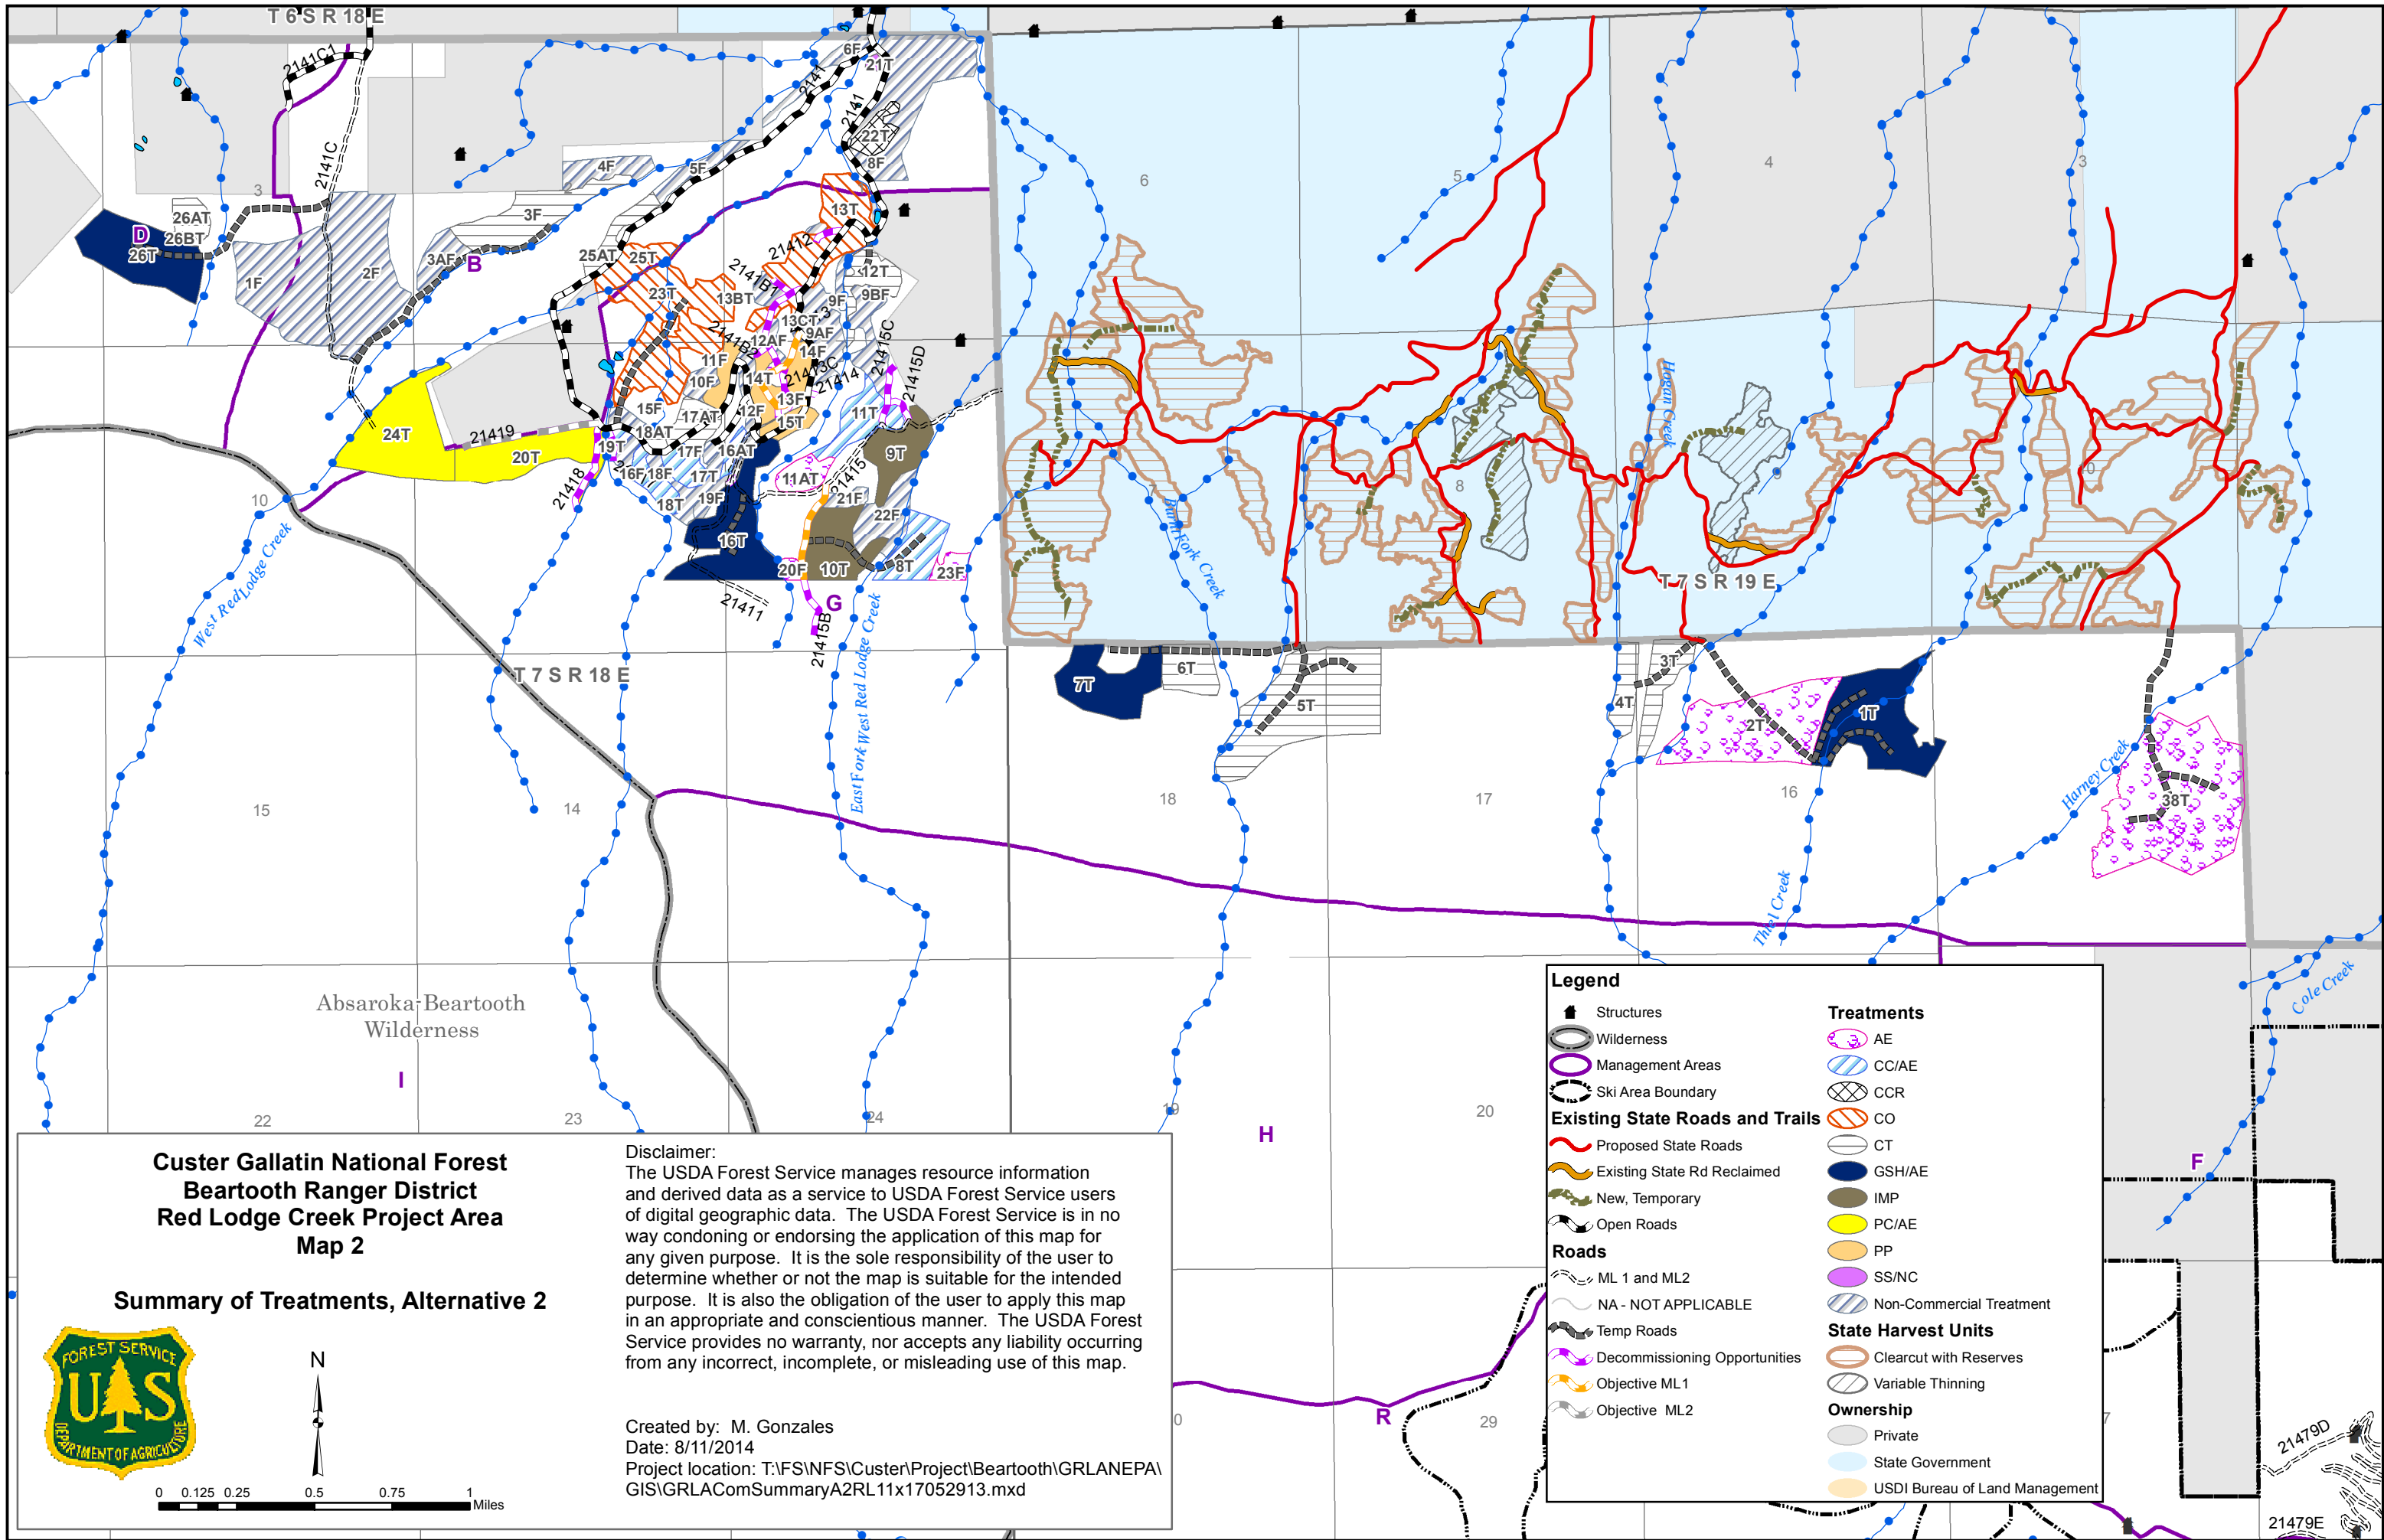 T 6 S R 18 E
2141C1
6F
21T
2141
2141
22T
8F
2141C
4F
5F
3
2
26AT
26BT
D
26T
3F
13T
21412
25AT
25T
1F
2F
3AF
B
12T
2141B1
9BF
23T
13BT
9F
13CT
3
9AF
2141B2
12AF
14F
11F
21415C
21415D
10F
14T
21413C
21414
13F
15F
17AT
12F
15T
11T
24T
18AT
21419
20T
19T
17F
16AT
9T
21418
16F
18F
17T
11AT
21415
19F
21F
18T
22F
10
16T
20F
10T
8T
23F
21411
G
21415B
West Red Lodge Creek
East Fork West Red Lodge Creek
T 7 S R 18 E
6
5
4
3
Hogan Creek
7
8
9
Burnt Fork Creek
T 7 S R 19 E
7T
6T
5T
3T
4T
2T
1T
38T
Harney Creek
15
14
18
17
16
Thiel Creek
Cole Creek
Absaroka-Beartooth
Wilderness
I
22
23
24
19
20
H
F
R
29
21479D
21479E
Custer Gallatin National Forest
Beartooth Ranger District
Red Lodge Creek Project Area
Map 2
Summary of Treatments, Alternative 2
FOREST SERVICE
U S
DEPARTMENT OF AGRICULTURE
N
0 0.125 0.25 0.5 0.75 1
Miles
Disclaimer:
The USDA Forest Service manages resource information
and derived data as a service to USDA Forest Service users
of digital geographic data. The USDA Forest Service is in no
way condoning or endorsing the application of this map for
any given purpose. It is the sole responsibility of the user to
determine whether or not the map is suitable for the intended
purpose. It is also the obligation of the user to apply this map
in an appropriate and conscientious manner. The USDA Forest
Service provides no warranty, nor accepts any liability occurring
from any incorrect, incomplete, or misleading use of this map.
Created by: M. Gonzales
Date: 8/11/2014
Project location: T:\FS\NFS\Custer\Project\Beartooth\GRLANEPA\
GIS\GRLAComSummaryA2RL11x17052913.mxd
Legend
Structures
Wilderness
Management Areas
Ski Area Boundary
Existing State Roads and Trails
Proposed State Roads
Existing State Rd Reclaimed
New, Temporary
Open Roads
Roads
ML 1 and ML2
NA - NOT APPLICABLE
Temp Roads
Decommissioning Opportunities
Objective ML1
Objective ML2
Treatments
AE
CC/AE
CCR
CO
CT
GSH/AE
IMP
PC/AE
PP
SS/NC
Non-Commercial Treatment
State Harvest Units
Clearcut with Reserves
Variable Thinning
Ownership
Private
State Government
USDI Bureau of Land Management